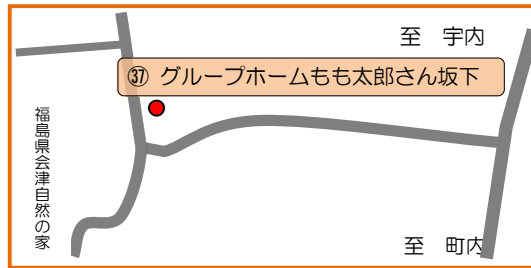 至　宇内
㊲ グループホームもも太郎さん坂下
福島県会津自然の家
至　町内